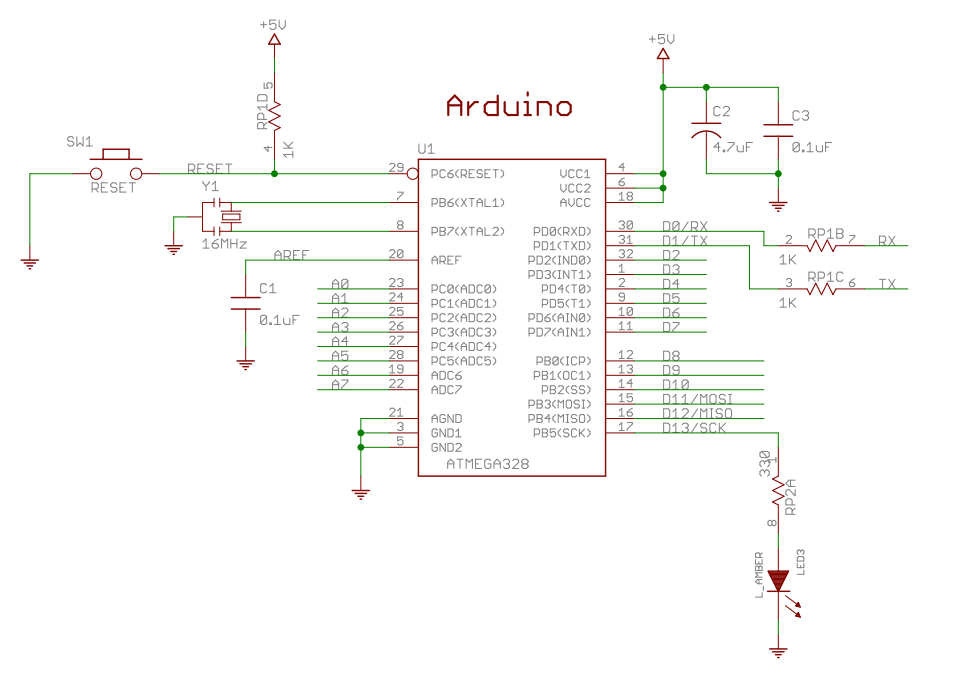 +5V
+5V
Arduino
RP1D
5
4
1K
C2
4.7uF
C3
0.1uF
SW1
RESET
RESET
U1
Y1
16MHz
AREF
C1
0.1uF
A0
A1
A2
A3
A4
A5
A6
A7
29 PC6(RESET)
7 PB6(XTAL1)
8 PB7(XTAL2)
20 AREF
23 PC0(ADC0)
24 PC1(ADC1)
25 PC2(ADC2)
26 PC3(ADC3)
27 PC4(ADC4)
28 PC5(ADC5)
19 ADC6
22 ADC7
21 AGND
3 GND1
5 GND2
VCC1 4
VCC2 6
AVCC 18
PD0(RXD) 30 D0/RX
PD1(TXD) 31 D1/TX
PD2(IND0) 32 D2
PD3(INT1) 1 D3
PD4(T0) 2 D4
PD5(T1) 9 D5
PD6(AIN0) 10 D6
PD7(AIN1) 11 D7
PB0(ICP) 12 D8
PB1(OC1) 13 D9
PB2(SS) 14 D10
PB3(MOSI) 15 D11/MOSI
PB4(MISO) 16 D12/MISO
PB5(SCK) 17 D13/SCK
ATMEGA328
2 RP1B 7 RX
1K
3 RP1C 6 TX
1K
330
1
RP2A
8
L_AMBER
LED3